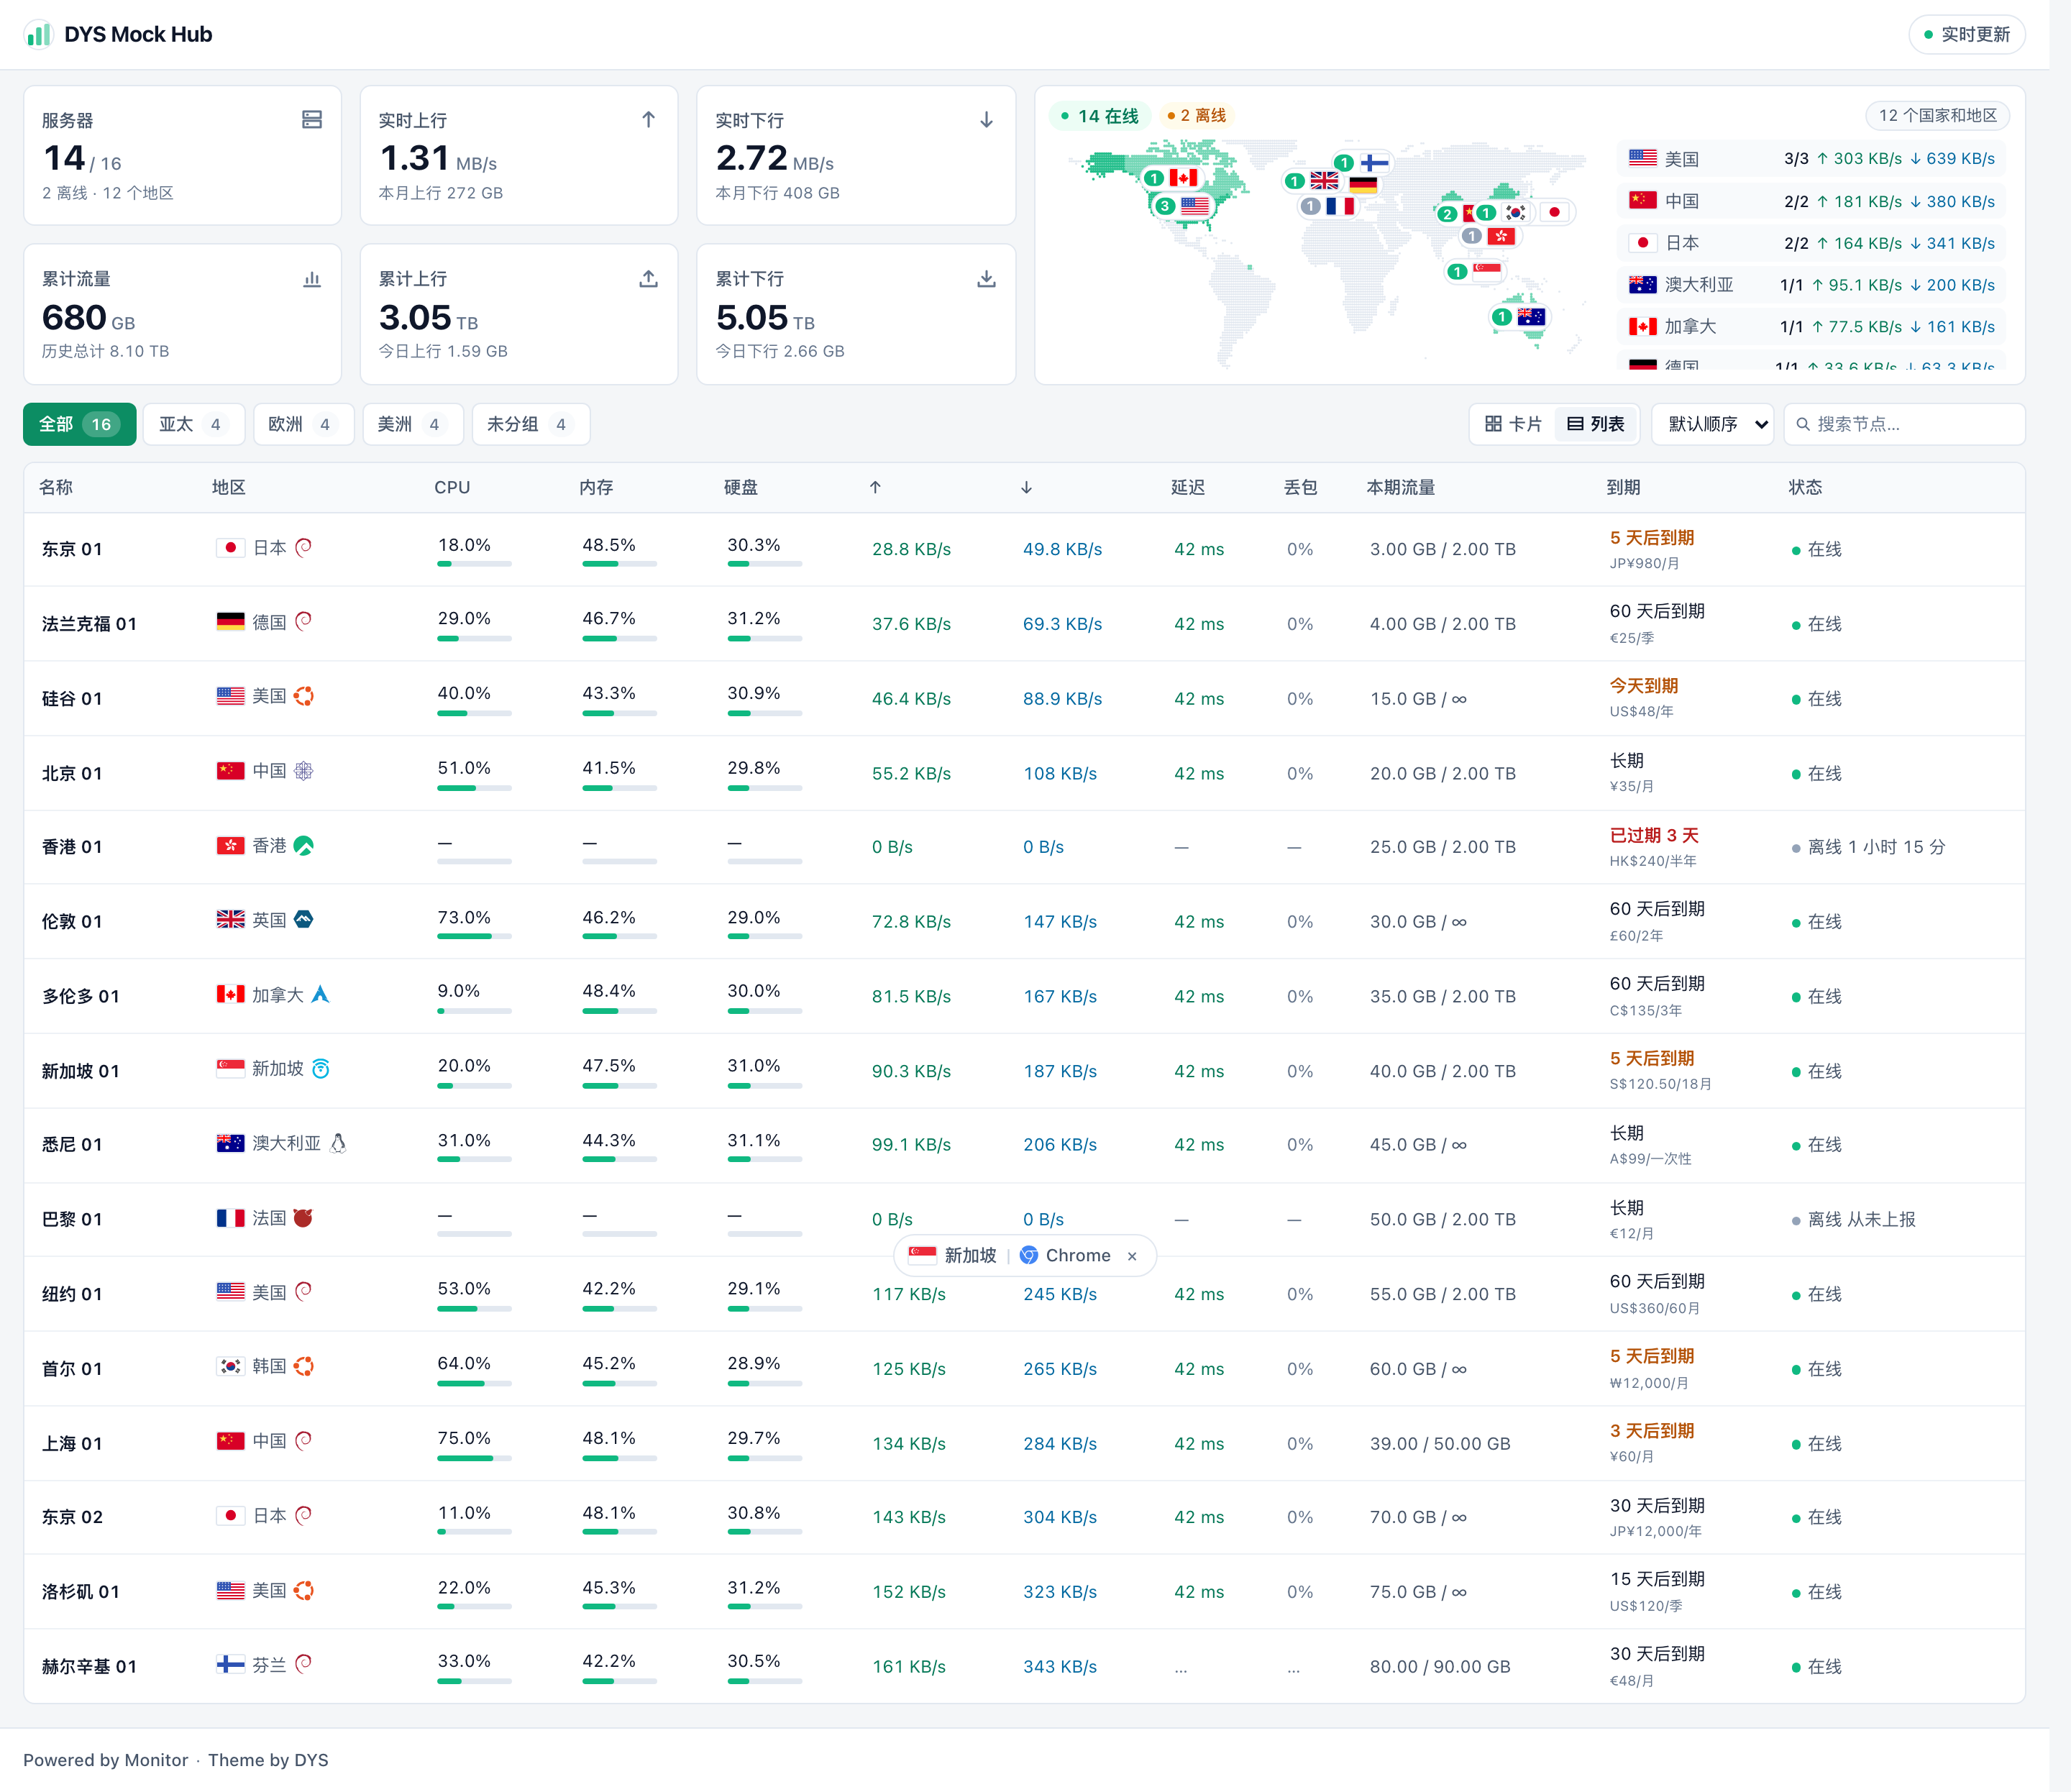 DYS Mock Hub
实时更新
服务器
14 / 16
2 离线 · 12 个地区
实时上行
1.31 MB/s
本月上行 272 GB
实时下行
2.72 MB/s
本月下行 408 GB
累计流量
680 GB
历史总计 8.10 TB
累计上行
3.05 TB
今日上行 1.59 GB
累计下行
5.05 TB
今日下行 2.66 GB
14 在线 2 离线
12 个国家和地区
1
1
1
3
1
2 1
1
1
1
美国 3/3 ↑ 303 KB/s ↓ 639 KB/s
中国 2/2 ↑ 181 KB/s ↓ 380 KB/s
日本 2/2 ↑ 164 KB/s ↓ 341 KB/s
澳大利亚 1/1 ↑ 95.1 KB/s ↓ 200 KB/s
加拿大 1/1 ↑ 77.5 KB/s ↓ 161 KB/s
德国 1/1 ↑ 33.6 KB/s ↓ 63.3 KB/s
全部 16 亚太 4 欧洲 4 美洲 4 未分组 4
卡片 列表 默认顺序 搜索节点...
名称 地区 CPU 内存 硬盘 ↑ ↓ 延迟 丢包 本期流量 到期 状态
东京 01 日本 18.0% 48.5% 30.3% 28.8 KB/s 49.8 KB/s 42 ms 0% 3.00 GB / 2.00 TB 5 天后到期 在线
JP¥980/月
法兰克福 01 德国 29.0% 46.7% 31.2% 37.6 KB/s 69.3 KB/s 42 ms 0% 4.00 GB / 2.00 TB 60 天后到期 在线
€25/季
硅谷 01 美国 40.0% 43.3% 30.9% 46.4 KB/s 88.9 KB/s 42 ms 0% 15.0 GB / ∞ 今天到期 在线
US$48/年
北京 01 中国 51.0% 41.5% 29.8% 55.2 KB/s 108 KB/s 42 ms 0% 20.0 GB / 2.00 TB 长期 在线
¥35/月
香港 01 香港 — — — 0 B/s 0 B/s — — 25.0 GB / 2.00 TB 已过期 3 天 离线 1 小时 15 分
HK$240/半年
伦敦 01 英国 73.0% 46.2% 29.0% 72.8 KB/s 147 KB/s 42 ms 0% 30.0 GB / ∞ 60 天后到期 在线
£60/2年
多伦多 01 加拿大 9.0% 48.4% 30.0% 81.5 KB/s 167 KB/s 42 ms 0% 35.0 GB / 2.00 TB 60 天后到期 在线
C$135/3年
新加坡 01 新加坡 20.0% 47.5% 31.0% 90.3 KB/s 187 KB/s 42 ms 0% 40.0 GB / 2.00 TB 5 天后到期 在线
S$120.50/18月
悉尼 01 澳大利亚 31.0% 44.3% 31.1% 99.1 KB/s 206 KB/s 42 ms 0% 45.0 GB / ∞ 长期 在线
A$99/一次性
巴黎 01 法国 — — — 0 B/s 0 B/s — — 50.0 GB / 2.00 TB 长期 离线 从未上报
€12/月
新加坡 | Chrome ×
纽约 01 美国 53.0% 42.2% 29.1% 117 KB/s 245 KB/s 42 ms 0% 55.0 GB / 2.00 TB 60 天后到期 在线
US$360/60月
首尔 01 韩国 64.0% 45.2% 28.9% 125 KB/s 265 KB/s 42 ms 0% 60.0 GB / ∞ 5 天后到期 在线
₩12,000/月
上海 01 中国 75.0% 48.1% 29.7% 134 KB/s 284 KB/s 42 ms 0% 39.00 / 50.00 GB 3 天后到期 在线
¥60/月
东京 02 日本 11.0% 48.1% 30.8% 143 KB/s 304 KB/s 42 ms 0% 70.0 GB / ∞ 30 天后到期 在线
JP¥12,000/年
洛杉矶 01 美国 22.0% 45.3% 31.2% 152 KB/s 323 KB/s 42 ms 0% 75.0 GB / ∞ 15 天后到期 在线
US$120/季
赫尔辛基 01 芬兰 33.0% 42.2% 30.5% 161 KB/s 343 KB/s ... ... 80.00 / 90.00 GB 30 天后到期 在线
€48/月
Powered by Monitor · Theme by DYS